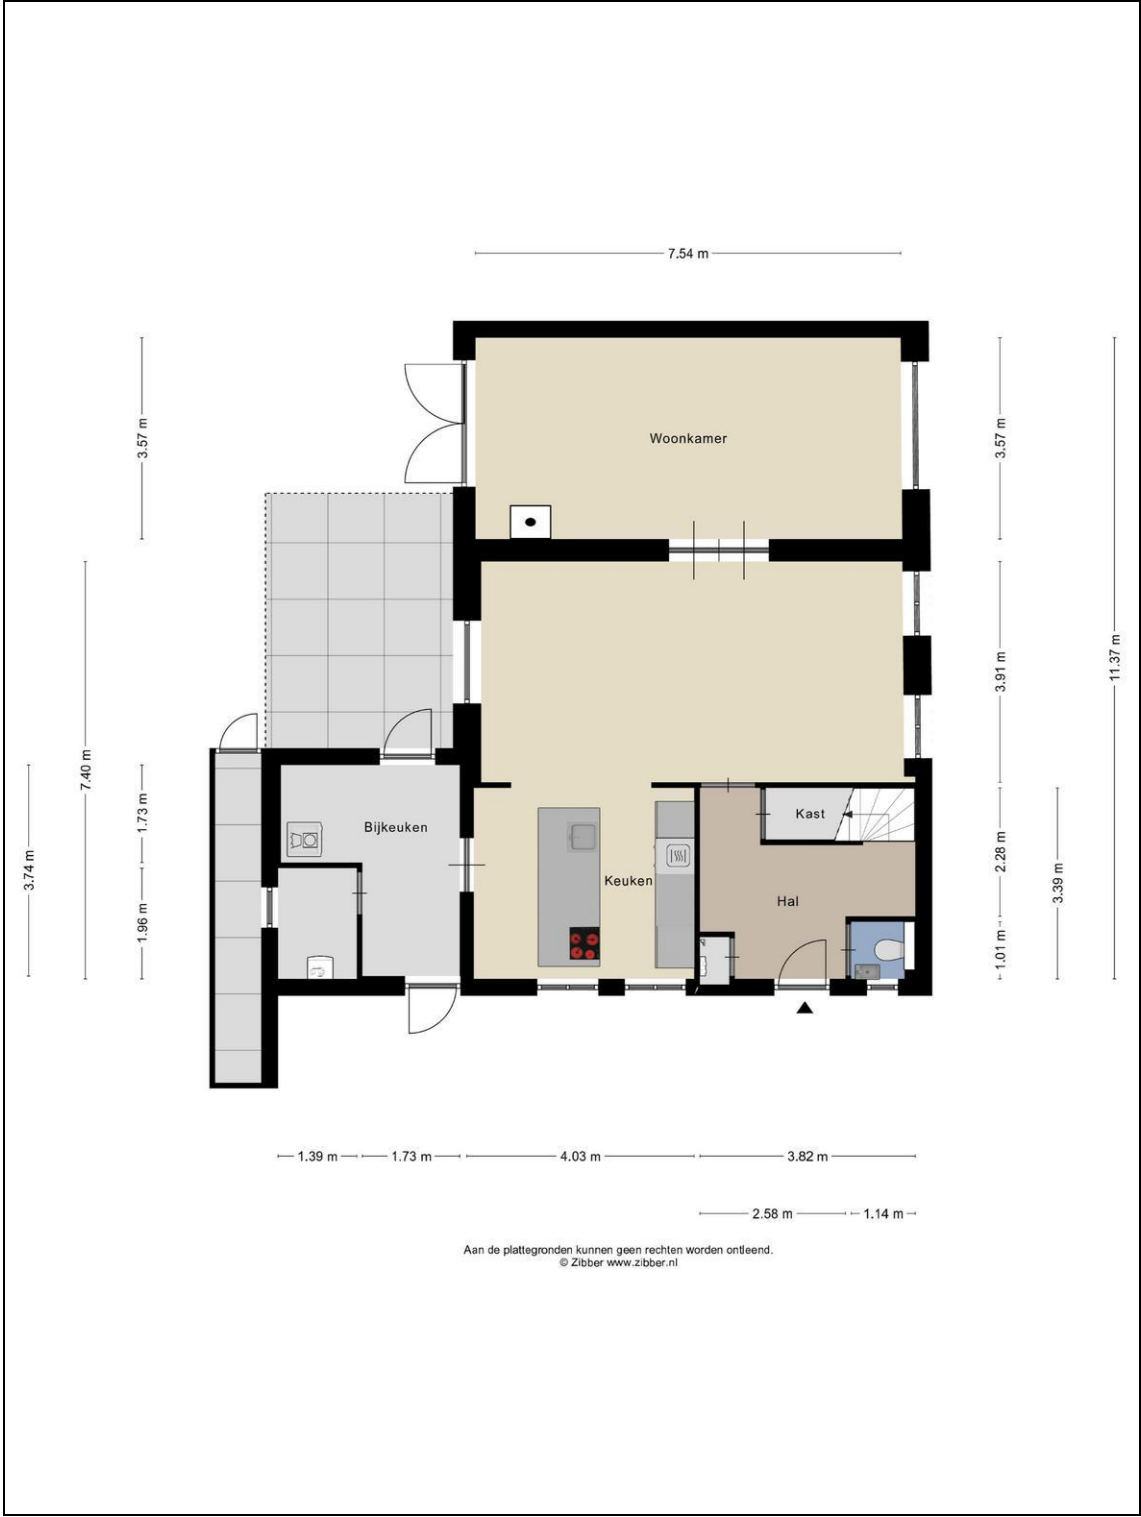 7.54 m
3.57 m
3.57 m
Woonkamer
11.37 m
3.91 m
7.40 m
1.73 m
Kast
Bijkeuken
2.28 m
3.74 m
3.39 m
Keuken
Hal
1.96 m
1.01 m
1.39 m
1.73 m
4.03 m
3.82 m
2.58 m
1.14 m
Aan de plattegronden kunnen geen rechten worden ontleend.
© Zibber www.zibber.nl